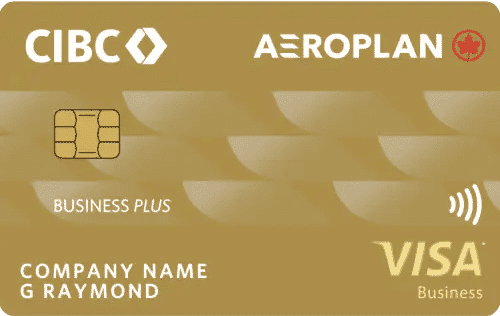 CIBC AEROPLAN
BUSINESS PLUS
COMPANY NAME
G RAYMOND
VISA
Business